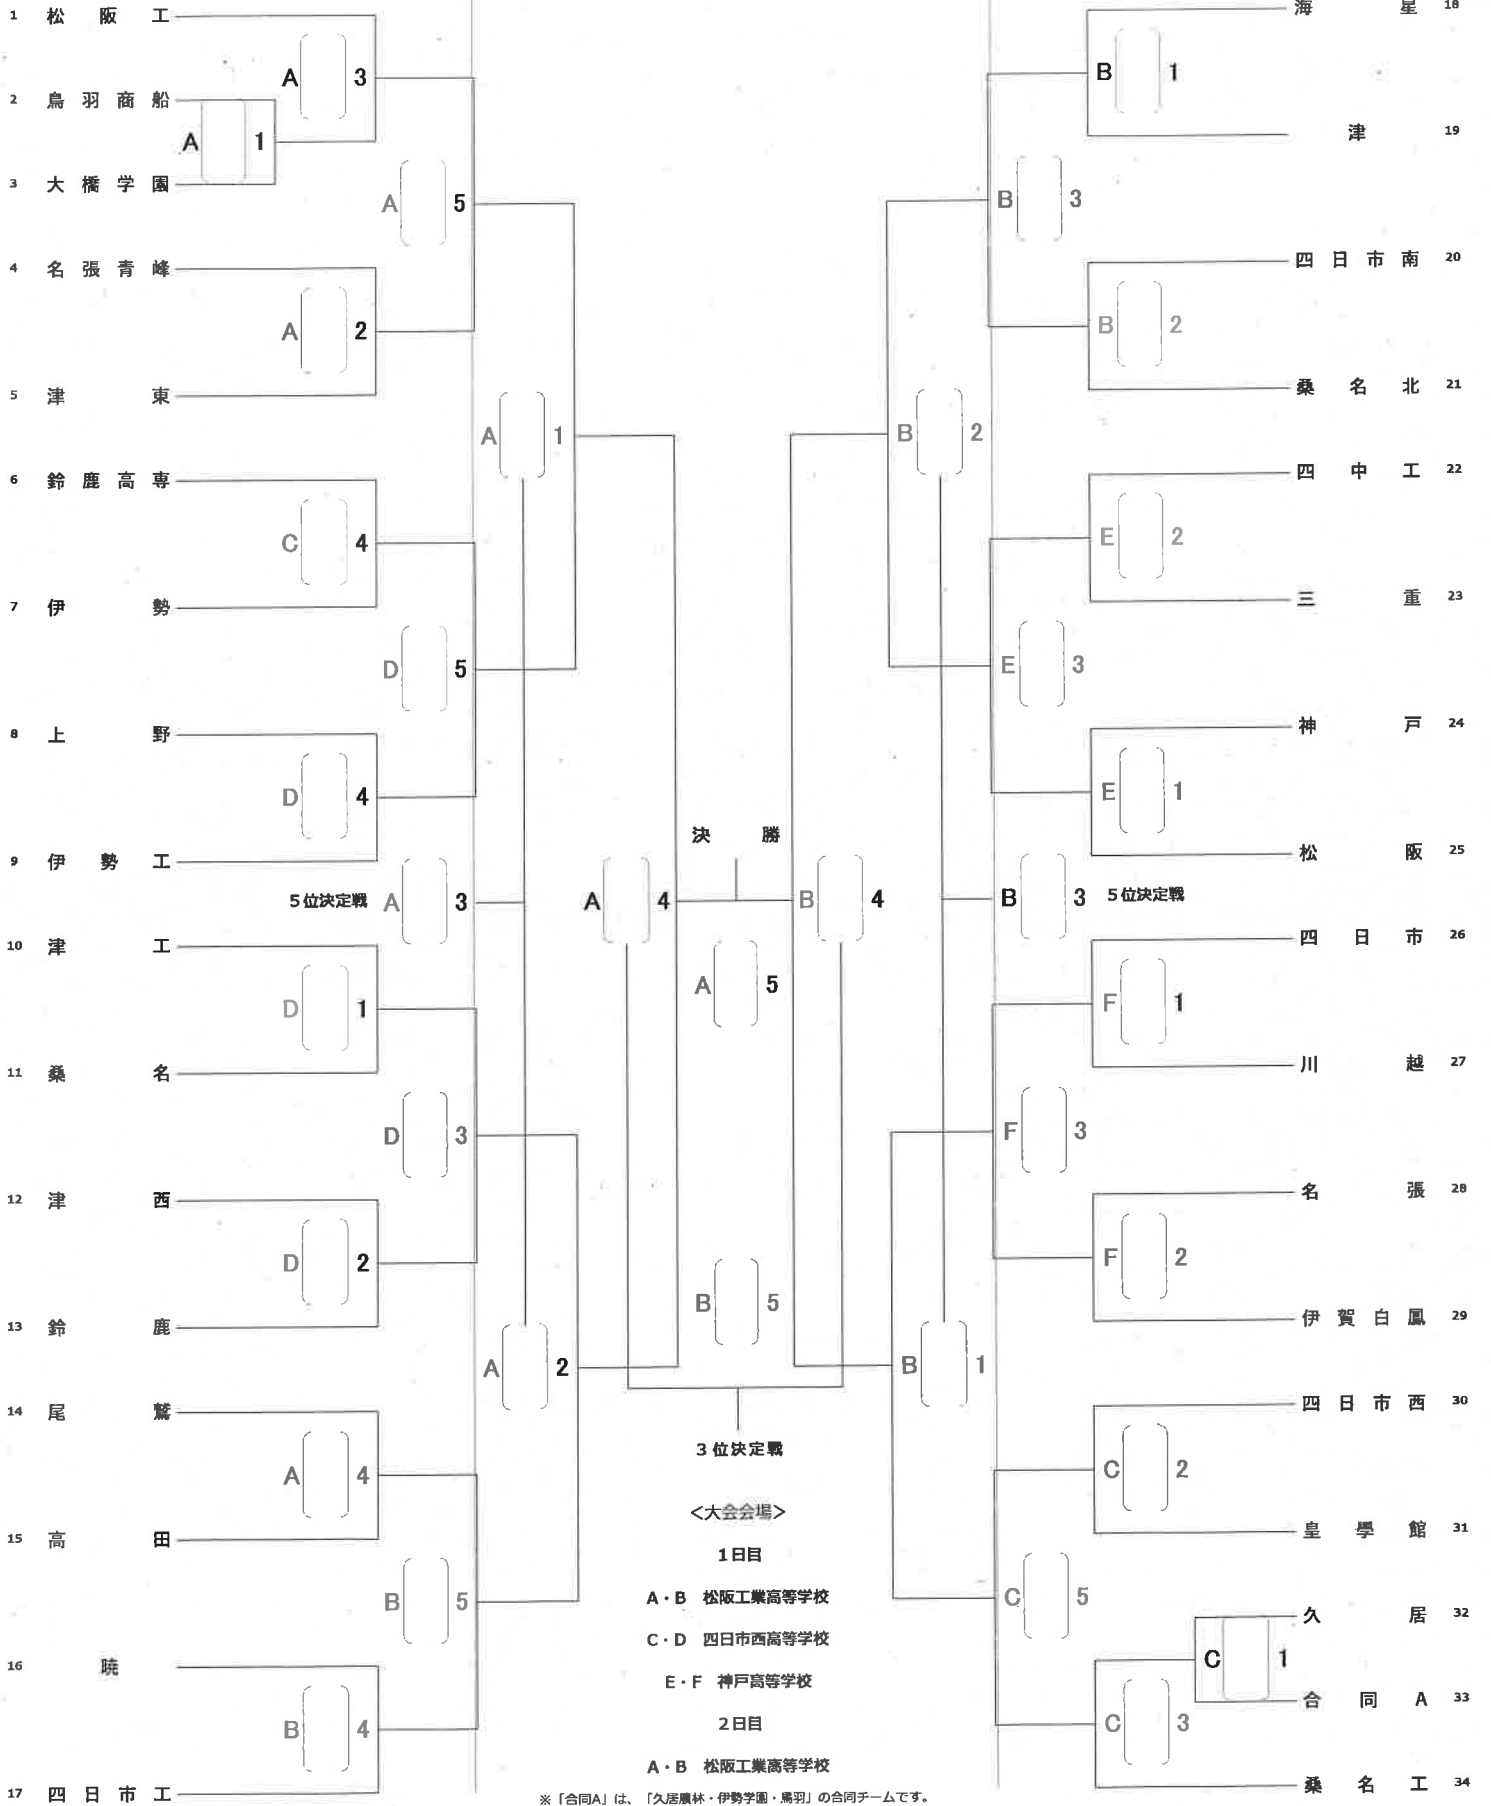 1 松阪工
A 3
2 鳥羽商船
A 1
3 大橋学園
A 5
4 名張青峰
A 2
5 津東
A 1
6 鈴鹿高専
C 4
7 伊勢
D 5
8 上野
D 4
9 伊勢工
5位決定戦 A 3
10 津工
D 1
11 桑名
D 3
12 津西
D 2
13 鈴鹿
A 2
14 尾鷲
A 4
15 高田
B 5
16 暁
B 4
17 四日市工
決勝
A 4
B 4
A 5
B 5
3位決定戦
<大会会場>
1日目
A・B 松阪工業高等学校
C・D 四日市西高等学校
E・F 神戸高等学校
2日目
A・B 松阪工業高等学校
※「合同A」は、「久居農林・伊勢学園・鳥羽」の合同チームです。
海星 18
B 1
津 19
B 3
四日市南 20
B 2
桑名北 21
B 2
四中工 22
E 2
三重 23
E 3
神戸 24
E 1
松阪 25
B 3 5位決定戦
四日市 26
F 1
川越 27
F 3
名張 28
F 2
伊賀白鳳 29
B 1
四日市西 30
C 2
皇學館 31
C 5
久居 32
C 1
合同A 33
C 3
桑名工 34